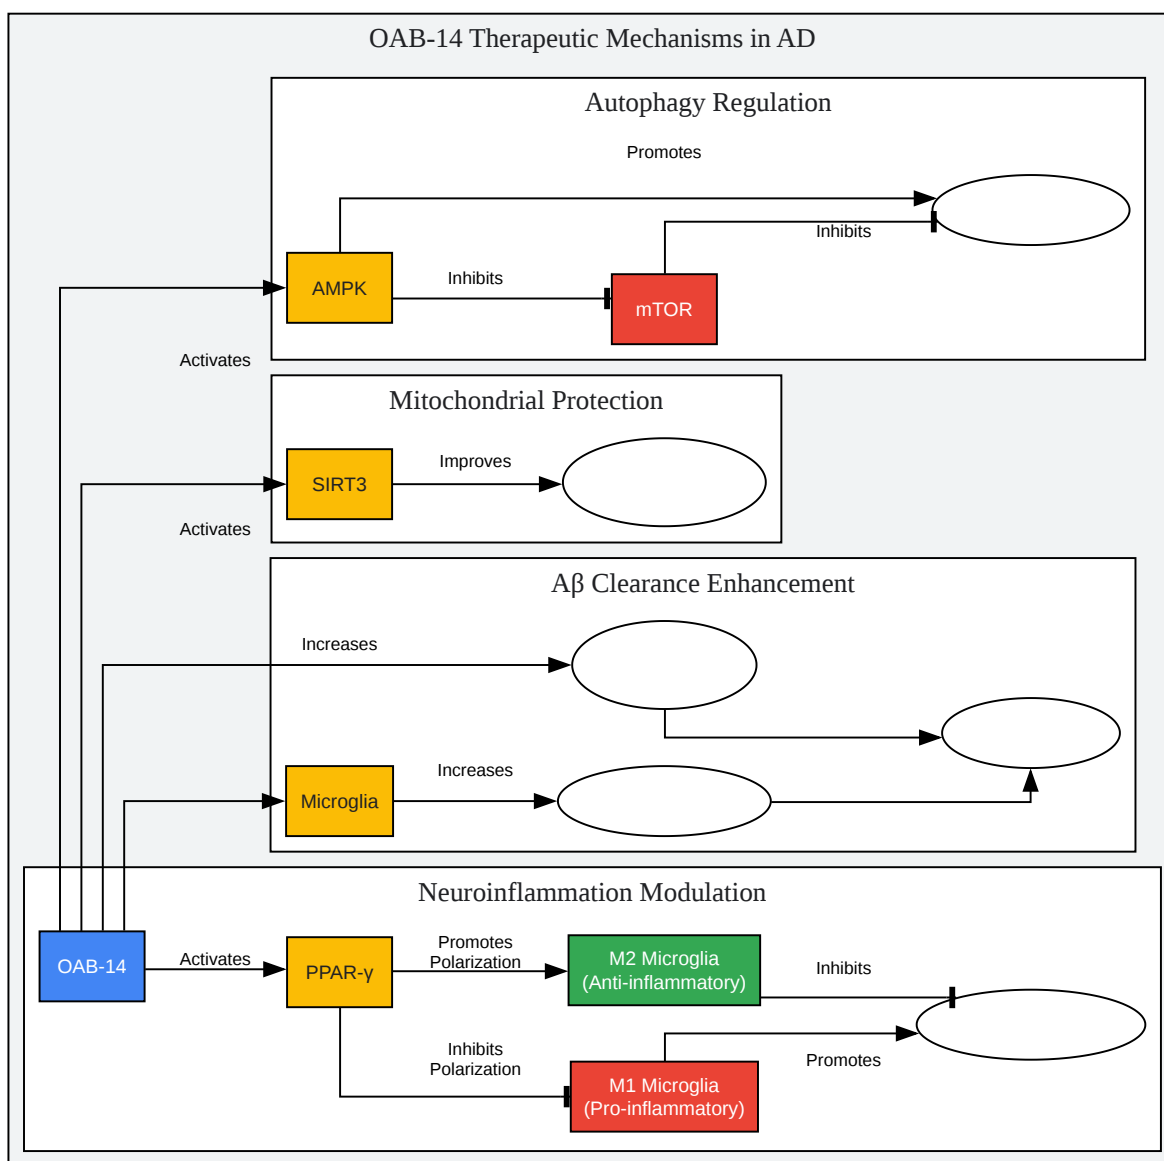 OAB-14 Therapeutic Mechanisms in AD
Autophagy Regulation
Promotes
Inhibits
Inhibits
AMPK
mTOR
Activates
Mitochondrial Protection
Improves
SIRT3
Activates
Aβ Clearance Enhancement
Increases
Increases
Microglia
Neuroinflammation Modulation
OAB-14
Activates
PPAR-γ
Promotes
Polarization
M2 Microglia
(Anti-inflammatory)
Inhibits
Inhibits
Polarization
M1 Microglia
(Pro-inflammatory)
Promotes